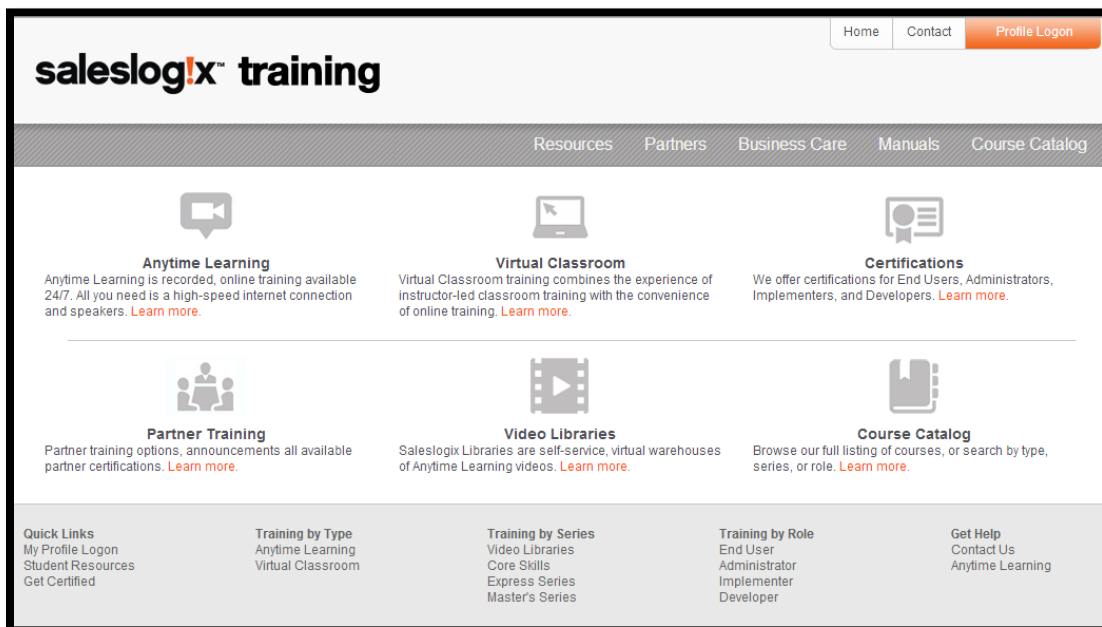 Home Contact Profile Logon
saleslog!x™ training
Resources Partners Business Care Manuals Course Catalog
Anytime Learning
Anytime Learning is recorded, online training available
24/7. All you need is a high-speed internet connection
and speakers. Learn more.
Virtual Classroom
Virtual Classroom training combines the experience of
instructor-led classroom training with the convenience
of online training. Learn more.
Certifications
We offer certifications for End Users, Administrators,
Implementers, and Developers. Learn more.
Partner Training
Partner training options, announcements all available
partner certifications. Learn more.
Video Libraries
Saleslogix Libraries are self-service, virtual warehouses
of Anytime Learning videos. Learn more.
Course Catalog
Browse our full listing of courses, or search by type,
series, or role. Learn more.
Quick Links
My Profile Logon
Student Resources
Get Certified
Training by Type
Anytime Learning
Virtual Classroom
Training by Series
Video Libraries
Core Skills
Express Series
Master's Series
Training by Role
End User
Administrator
Implementer
Developer
Get Help
Contact Us
Anytime Learning